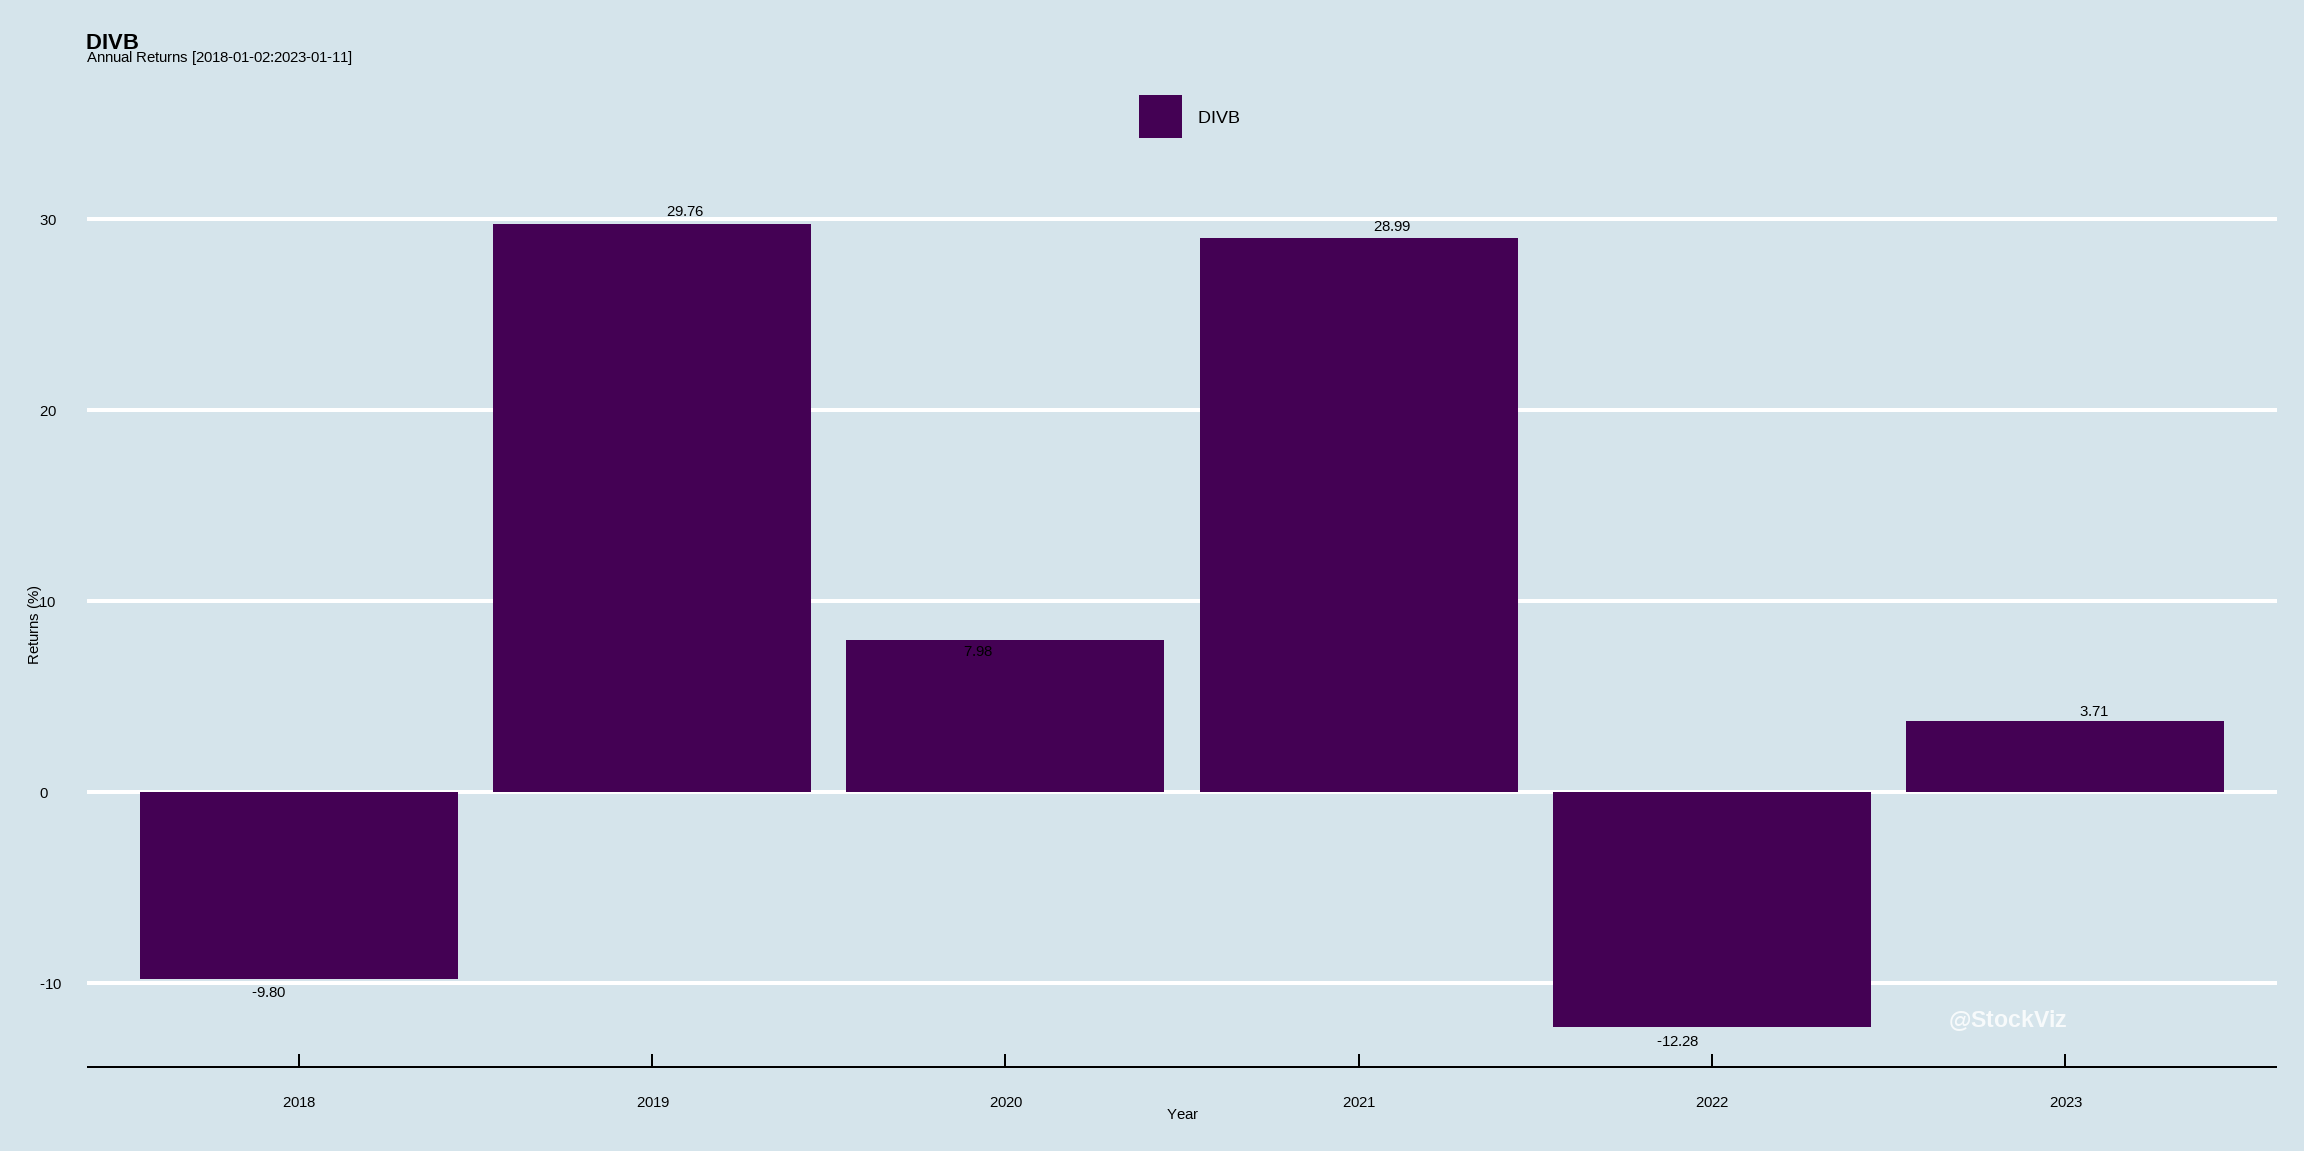 DIVB
Annual Returns [2018-01-02:2023-01-11]
DIVB
30
20
10
0
-10
Returns (%)
29.76
28.99
7.98
3.71
-9.80
-12.28
@StockViz
2018
2019
2020
2021
2022
2023
Year